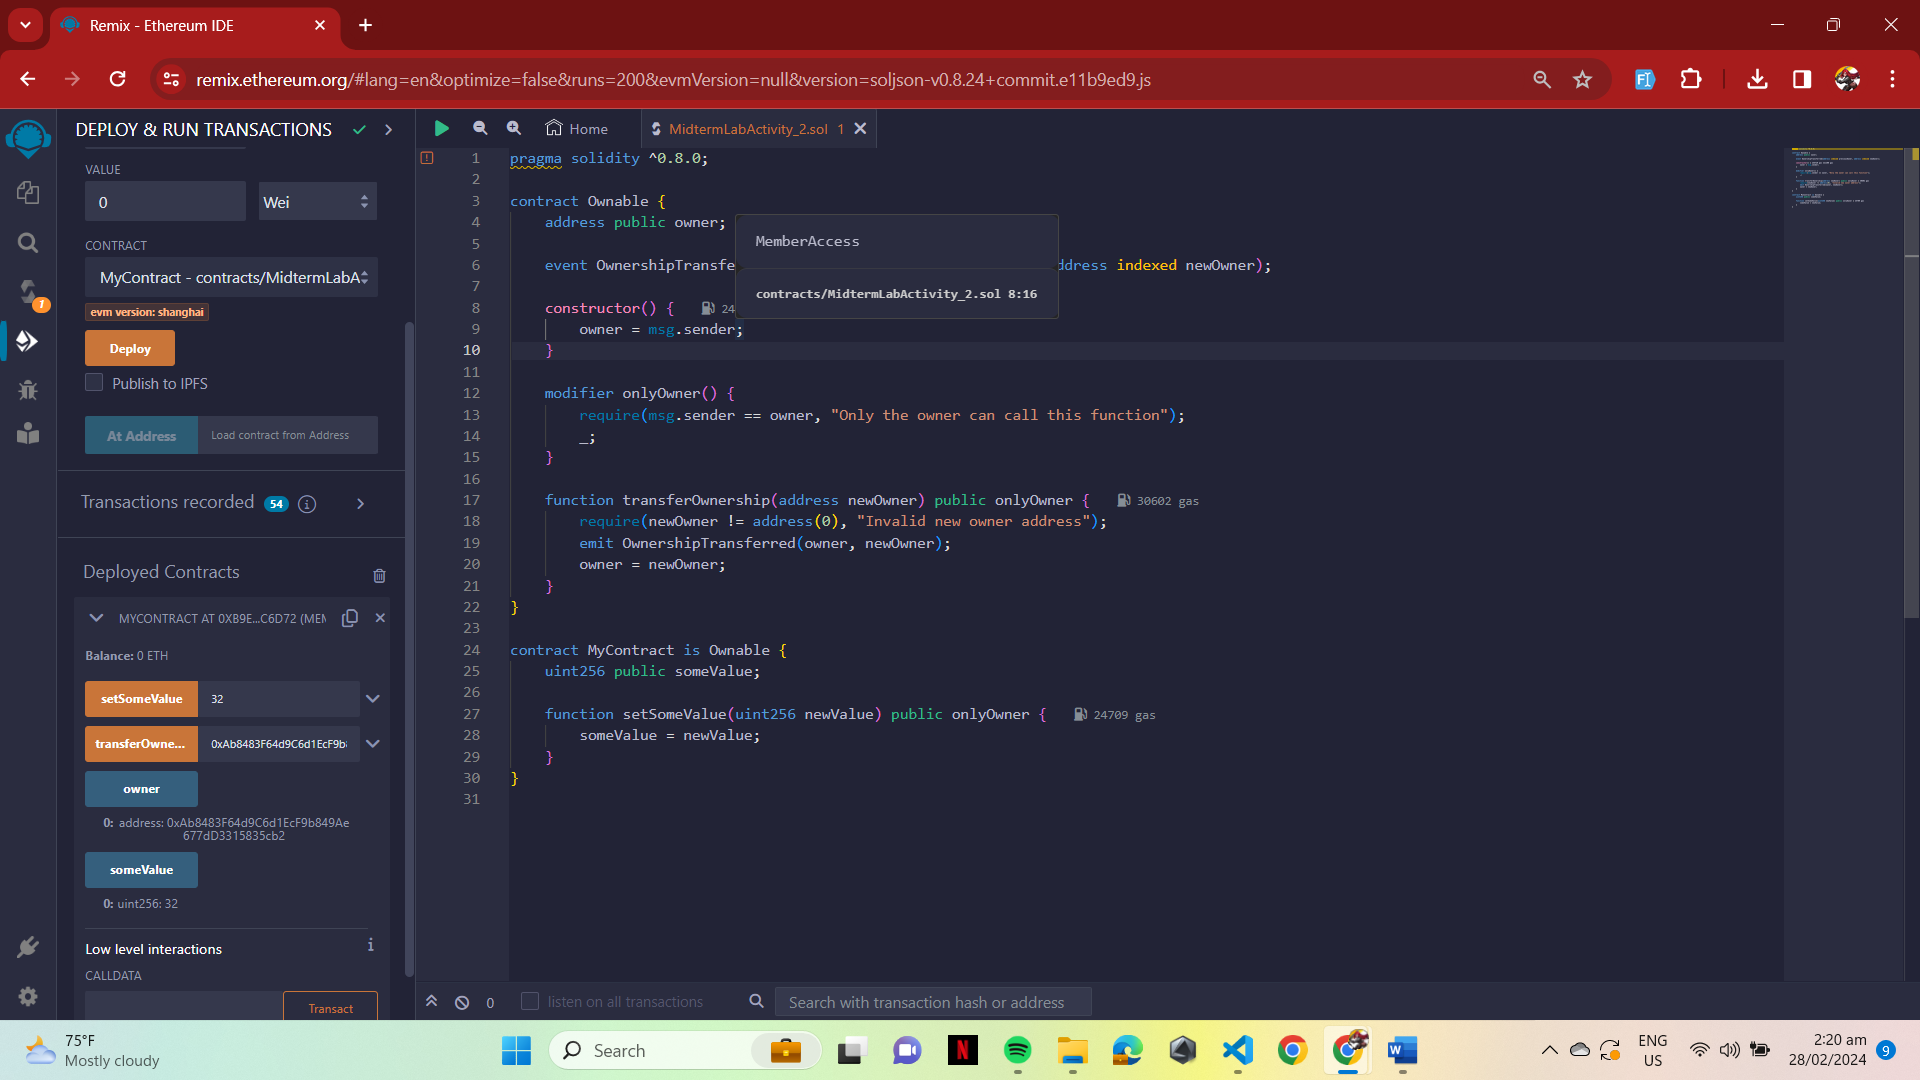 Remix - Ethereum IDE
remix.ethereum.org/#lang=en&optimize=false&runs=200&evmVersion=null&version=soljson-v0.8.24+commit.e11b9ed9.js
DEPLOY & RUN TRANSACTIONS
VALUE
0
Wei
CONTRACT
MyContract - contracts/MidtermLabA
evm version: shanghai
Deploy
Publish to IPFS
At Address
Load contract from Address
Transactions recorded 54
Deployed Contracts
MYCONTRACT AT 0XB9E...C6D72 (MEM
Balance: 0 ETH
setSomeValue
32
transferOwne...
0xAb8483F64d9C6d1EcF9b
owner
0: address: 0xAb8483F64d9C6d1EcF9b849Ae
677dD3315835cb2
someValue
0: uint256: 32
Low level interactions
CALLDATA
Transact
1
Home
MidtermLabActivity_2.sol 1
1 pragma solidity ^0.8.0;
2
3 contract Ownable {
4 address public owner;
5
6 event OwnershipTransfe
ddress indexed newOwner);
7
8 constructor() { 24
9 owner = msg.sender;
10 }
11
12 modifier onlyOwner() {
13 require(msg.sender == owner, "Only the owner can call this function");
14 _;
15 }
16
17 function transferOwnership(address newOwner) public onlyOwner { 30602 gas
18 require(newOwner != address(0), "Invalid new owner address");
19 emit OwnershipTransferred(owner, newOwner);
20 owner = newOwner;
21 }
22 }
23
24 contract MyContract is Ownable {
25 uint256 public someValue;
26
27 function setSomeValue(uint256 newValue) public onlyOwner { 24709 gas
28 someValue = newValue;
29 }
30 }
31
MemberAccess
contracts/MidtermLabActivity_2.sol 8:16
0
listen on all transactions
Search with transaction hash or address
75°F
Mostly cloudy
Search
ENG
US
2:20 am
28/02/2024
9